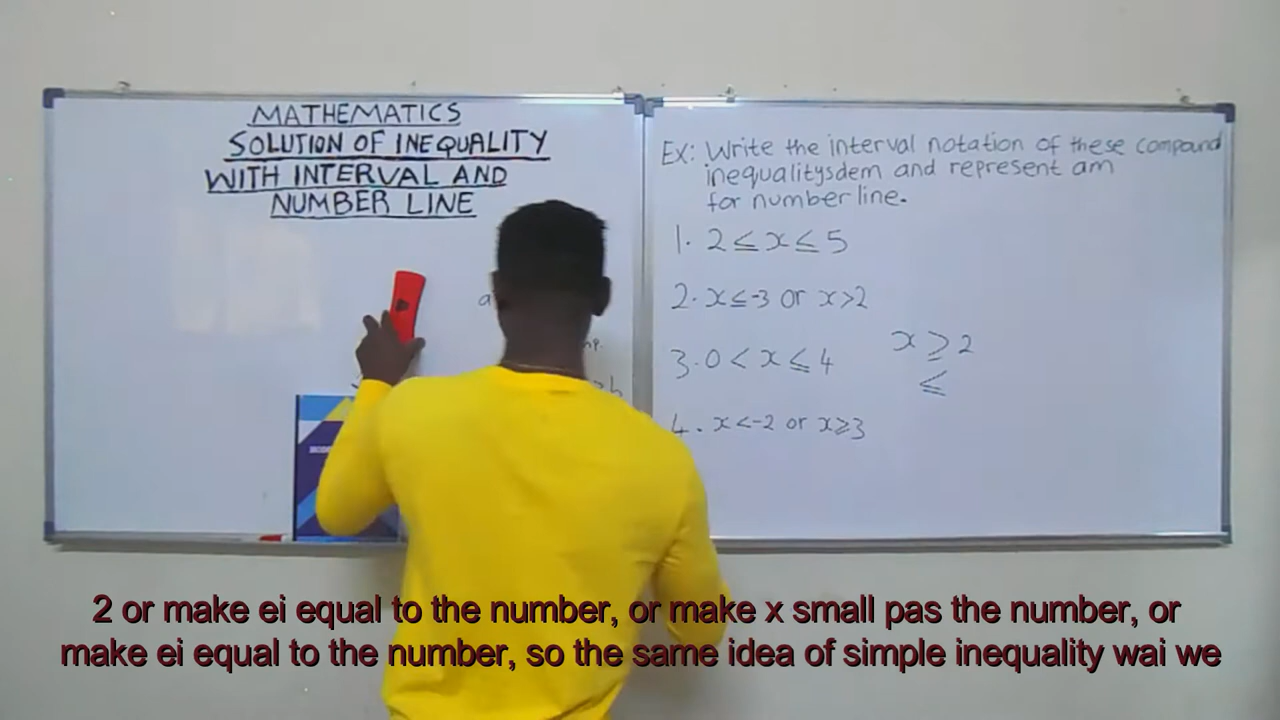 MATHEMATICS
SOLUTION OF INEQUALITY
WITH INTERVAL AND
NUMBER LINE
Ex: Write the interval notation of these compound
inequalitysdem and represent am
for number line.
1. 2 ≤ x ≤ 5
2. x ≤ -3 or x > 2
3. 0 < x ≤ 4
4. x < -2 or x ≥ 3
x ≥ 2
≤
2 or make ei equal to the number, or make x small pas the number, or
make ei equal to the number, so the same idea of simple inequality wai we